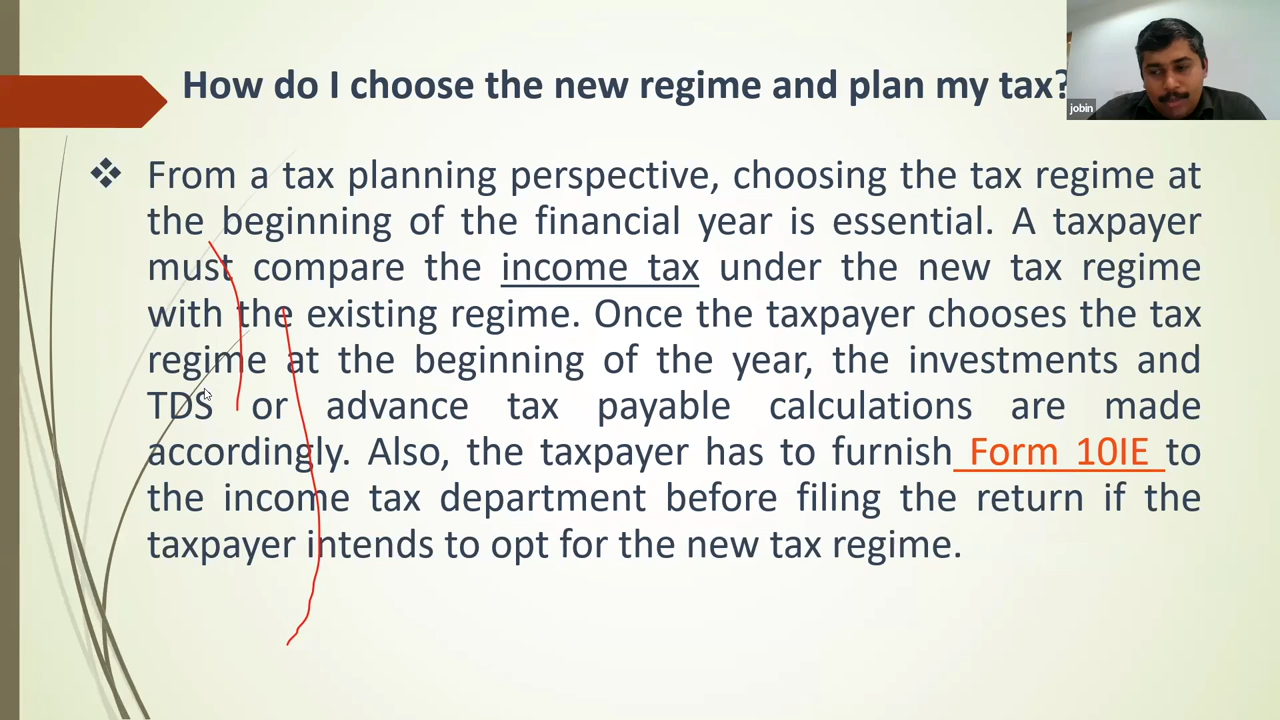 How do I choose the new regime and plan my tax?
jobin
❖ From a tax planning perspective, choosing the tax regime at
the beginning of the financial year is essential. A taxpayer
must compare the income tax under the new tax regime
with the existing regime. Once the taxpayer chooses the tax
regime at the beginning of the year, the investments and
TDS or advance tax payable calculations are made
accordingly. Also, the taxpayer has to furnish Form 10IE to
the income tax department before filing the return if the
taxpayer intends to opt for the new tax regime.